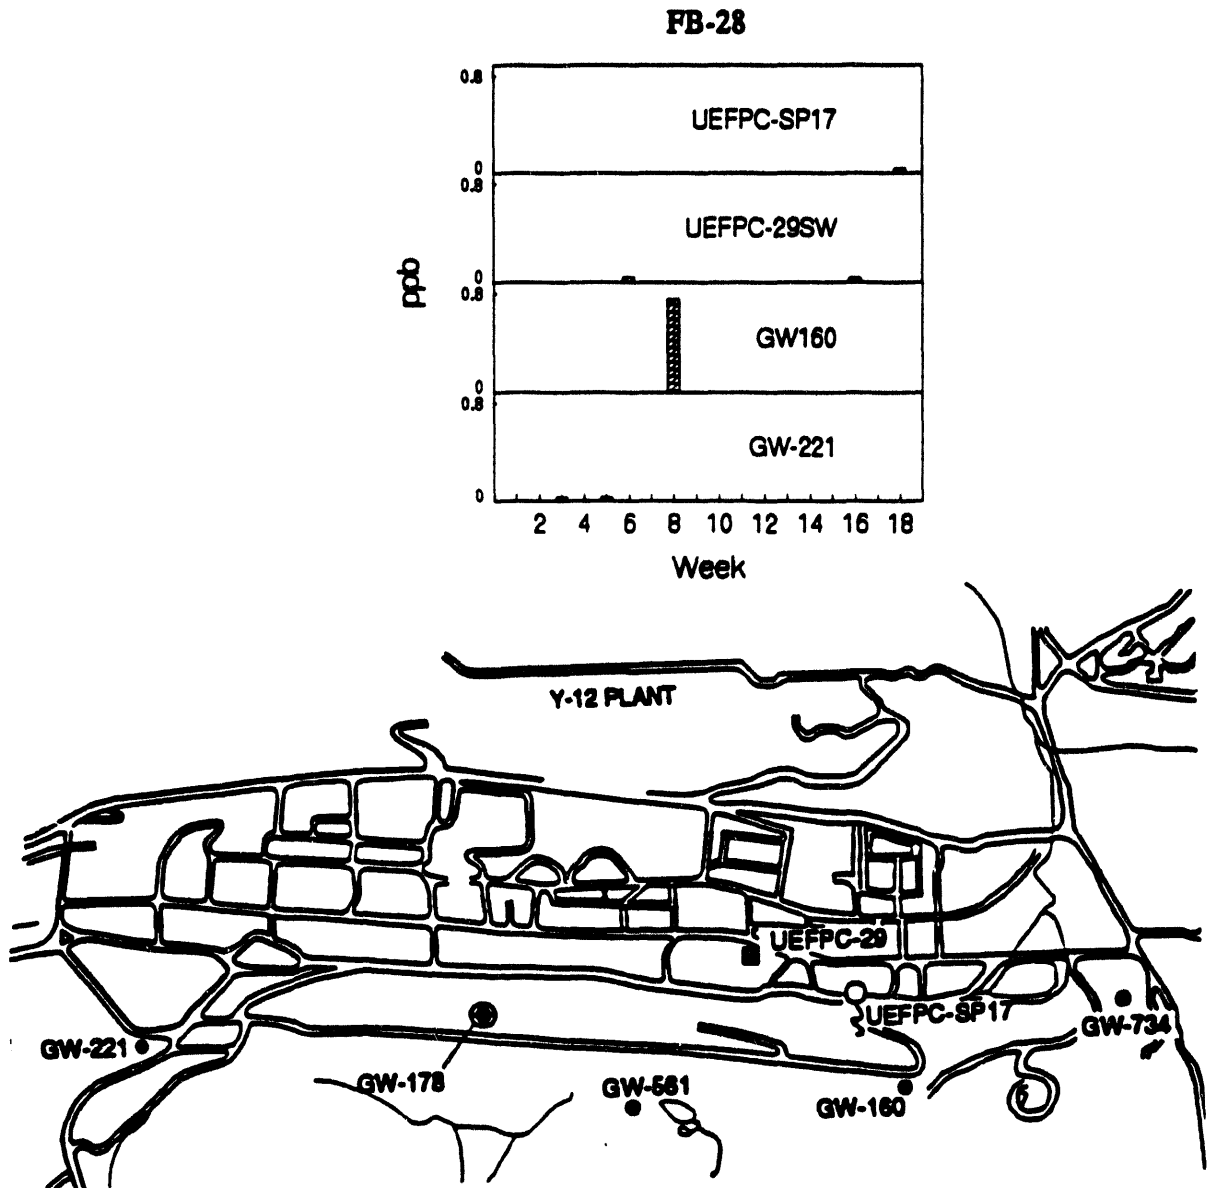 FB-28
0.8
UEFPC-SP17
0
0.8
UEFPC-29SW
0
0.8
GW160
0
0.8
GW-221
0
ppb
2 4 6 8 10 12 14 16 18
Week
Y-12 PLANT
UEFPC-29
UEFPC-SP17
GW-734
GW-221
GW-178
GW-561
GW-160